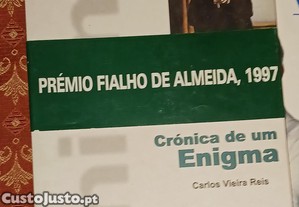 PRÉMIO FIALHO DE ALMEIDA, 1997
Crónica de um
Enigma
Carlos Vieira Reis
CustoJusto.pt